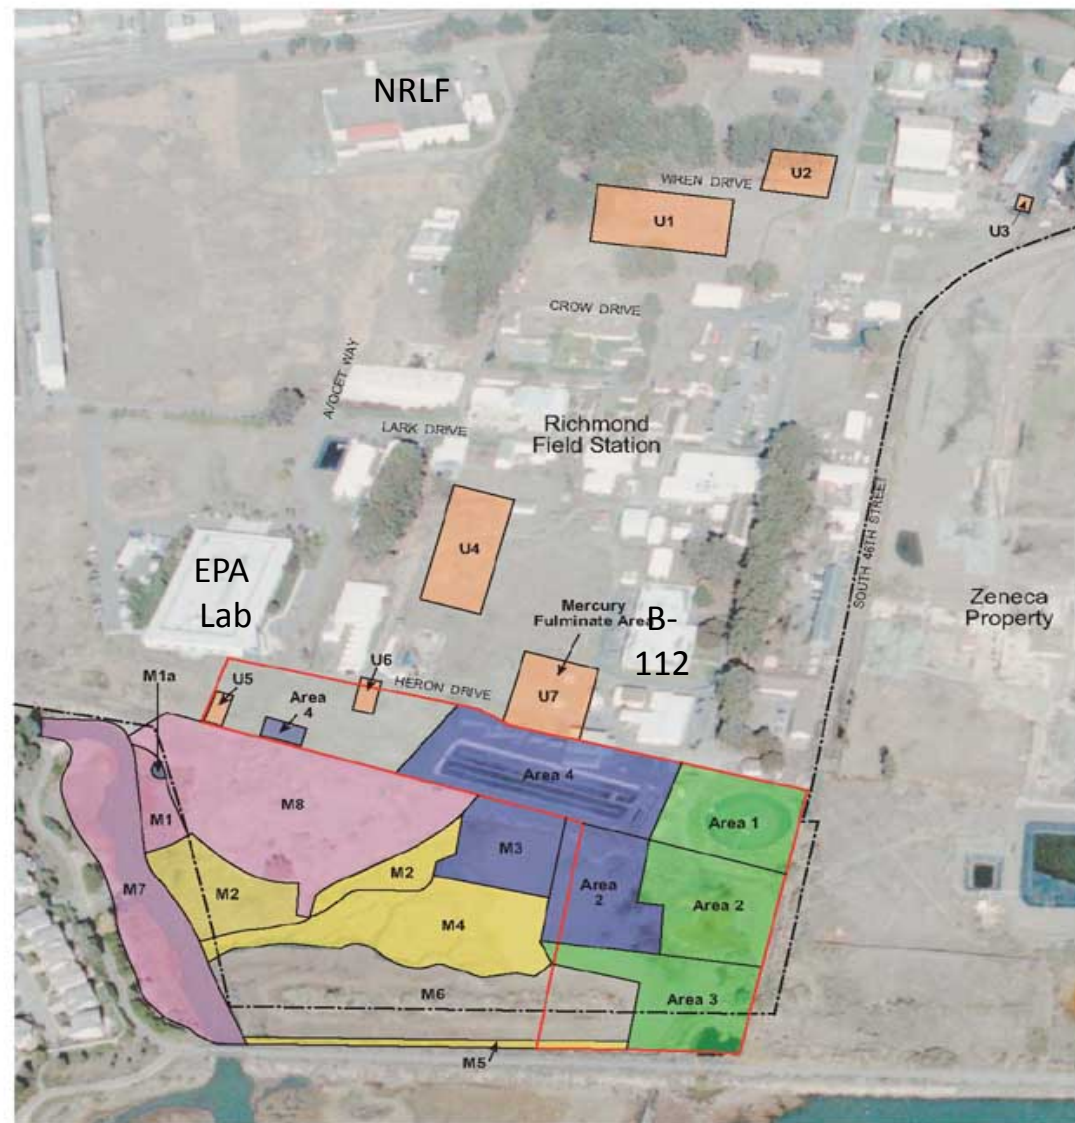 NRLF
U2
WREN DRIVE
U1
U3
CROW DRIVE
A/OCET WAY
LARK DRIVE
Richmond
Field Station
SOUTH 46TH STREET
U4
EPA
Lab
Mercury
Fulminate Area
B-
112
Zeneca
Property
M1a
U5
U6
HERON DRIVE
U7
Area
4
Area 4
M8
M1
Area 1
M3
M2
M7
M2
Area
2
Area 2
M4
M6
Area 3
M5